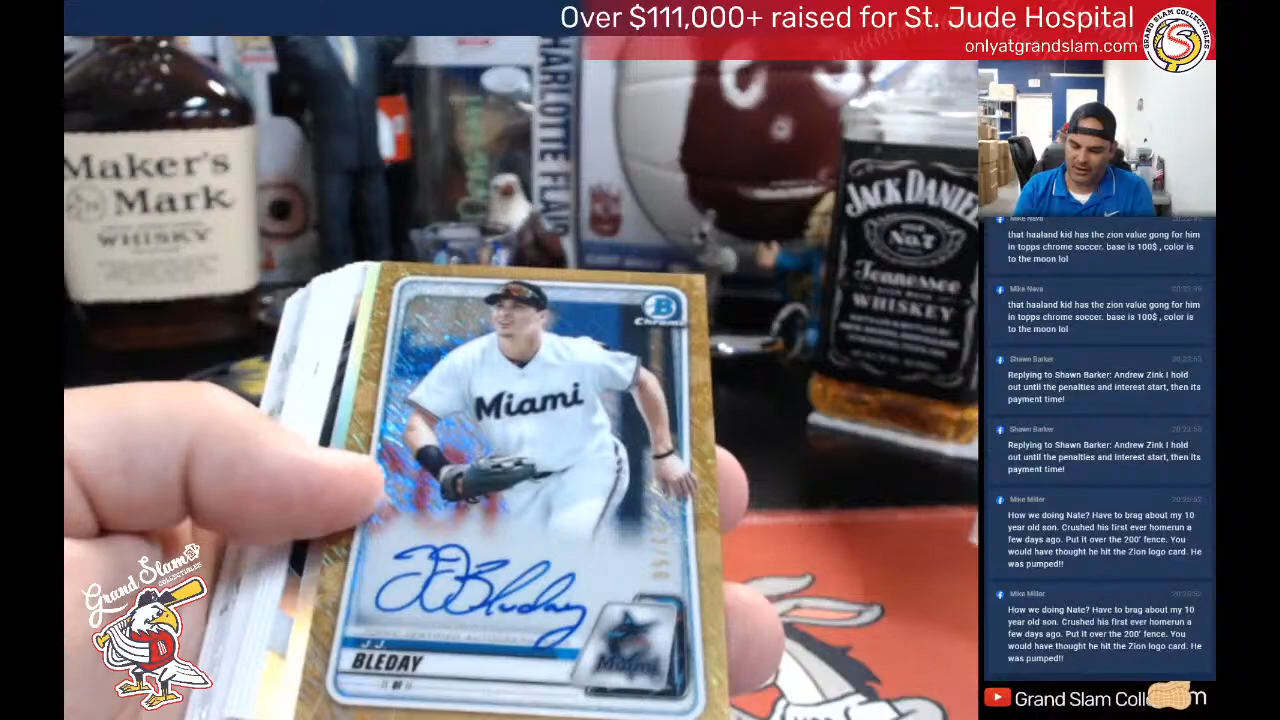 Over $111,000+ raised for St. Jude Hospital
onlyatgrandslam.com
GRAND SLAM COLLECTIBLES
Maker's
Mark
WHISKY
CHARLOTTE FLAIR
JACK DANIEL
No. 7
Tennessee
WHISKEY
B
Chrome
Miami
JJ Bleday
J.J.
BLEDAY
OF
Miami
Grand Slam
COLLECTIBLES
Mike Neva
that haaland kid has the zion value gong for him
in topps chrome soccer. base is 100$ , color is
to the moon lol
Mike Neva
that haaland kid has the zion value gong for him
in topps chrome soccer. base is 100$ , color is
to the moon lol
Shawn Barker
Replying to Shawn Barker: Andrew Zink I hold
out until the penalties and interest start, then its
payment time!
Shawn Barker
Replying to Shawn Barker: Andrew Zink I hold
out until the penalties and interest start, then its
payment time!
Mike Miller
How we doing Nate? Have to brag about my 10
year old son. Crushed his first ever homerun a
few days ago. Put it over the 200' fence. You
would have thought he hit the Zion logo card. He
was pumped!!
Mike Miller
How we doing Nate? Have to brag about my 10
year old son. Crushed his first ever homerun a
few days ago. Put it over the 200' fence. You
would have thought he hit the Zion logo card. He
was pumped!!
Grand Slam Coll
m